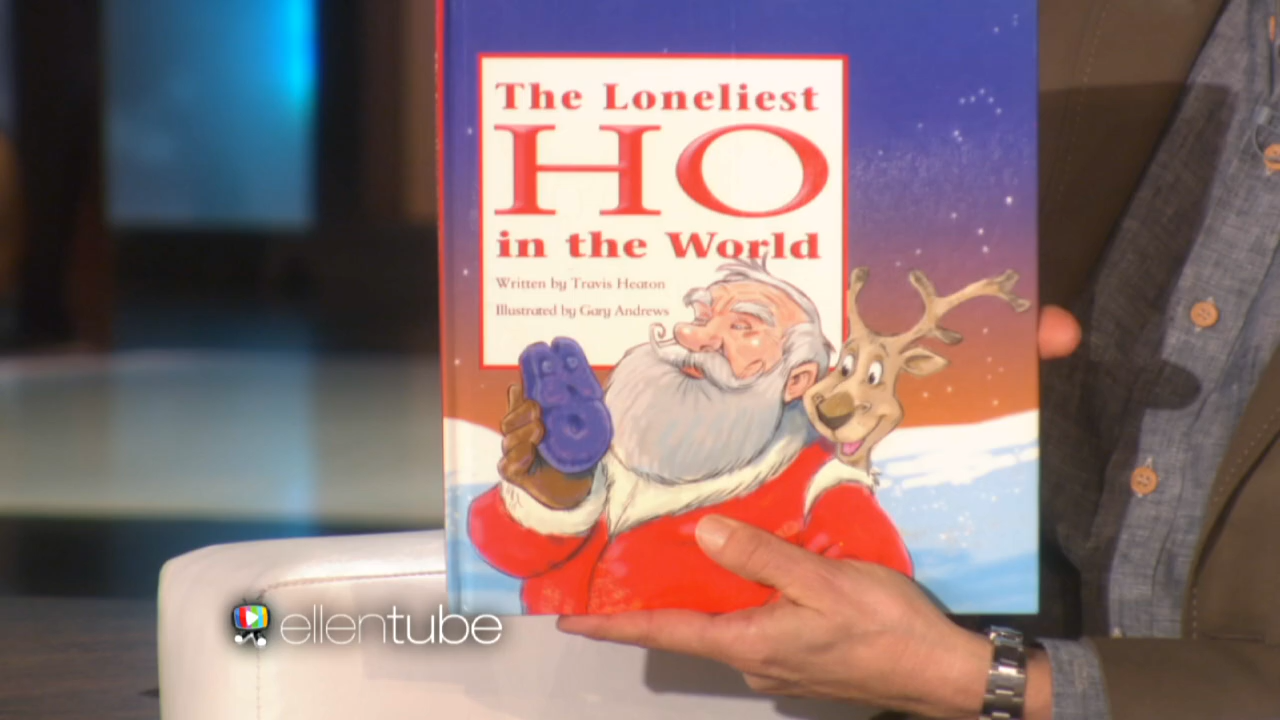 The Loneliest
HO
in the World
Written by Travis Heaton
Illustrated by Gary Andrews
ellentube